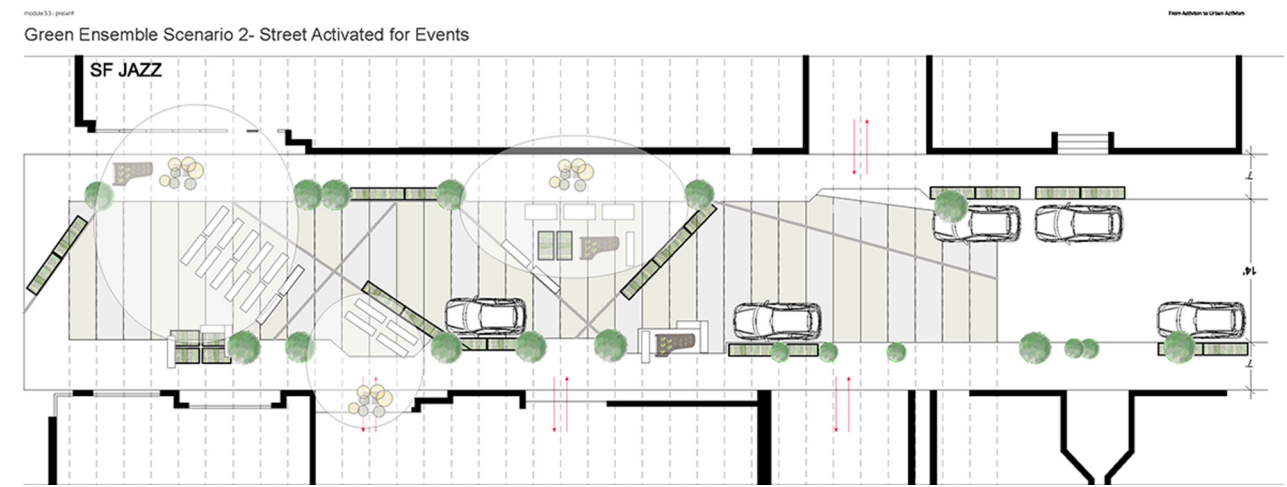 module 5.5 - present
From Activism to Urban Activism
Green Ensemble Scenario 2- Street Activated for Events
SF JAZZ
7'
14'
7'